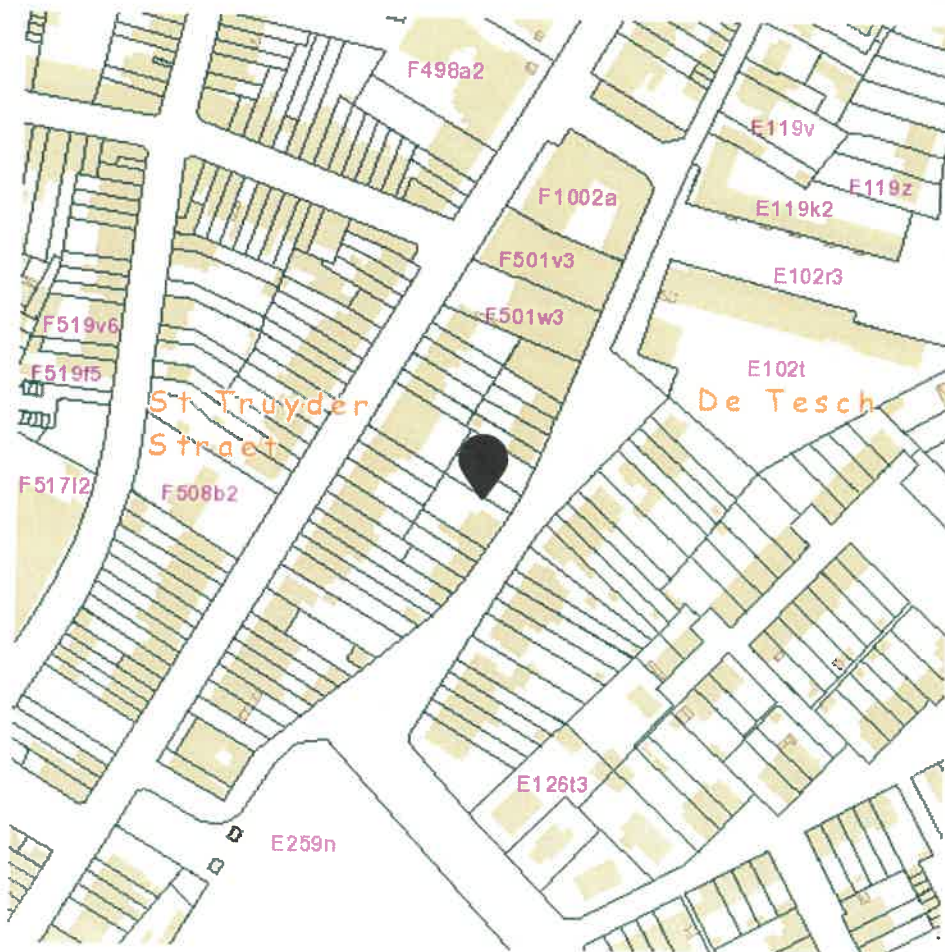 F498a2
E119v
E119z
F1002a
E119k2
F501v3
E102r3
F501w3
F519v6
E102t
F519f5
St Truyder
Straet
De Tesch
F517l2
F508b2
E126t3
E259n